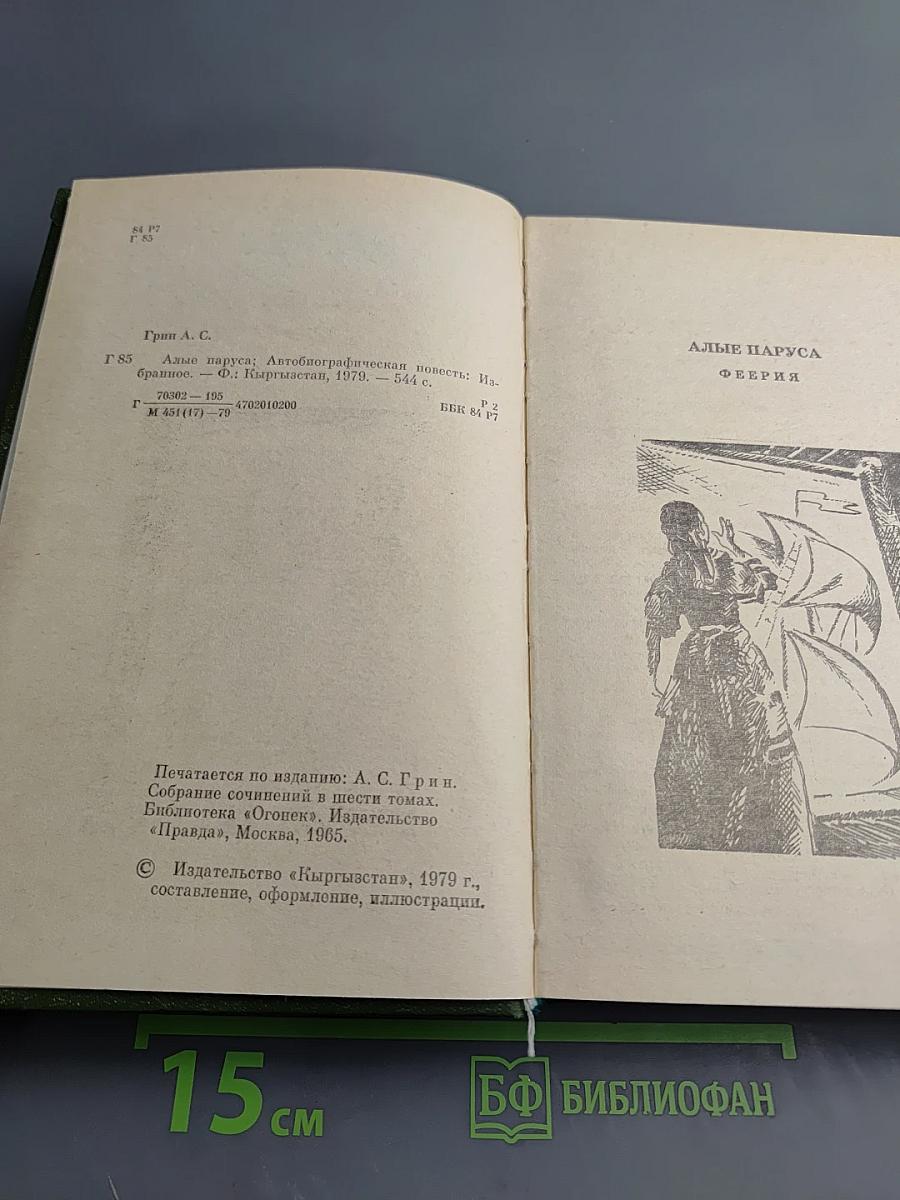 84 Р7
Г 85
Грин А. С.
Г 85 Алые паруса; Автобиографическая повесть: Из-
бранное. — Ф.: Кыргызстан, 1979. — 544 с.
Г 70302 — 195 4702010200 Р 2
М 451(17) —79 ББК 84 Р7
Печатается по изданию: А. С. Грин.
Собрание сочинений в шести томах.
Библиотека «Огонек». Издательство
«Правда», Москва, 1965.
© Издательство «Кыргызстан», 1979 г.,
составление, оформление, иллюстрации.
АЛЫЕ ПАРУСА
ФЕЕРИЯ
15 см
БФ БИБЛИОФАН